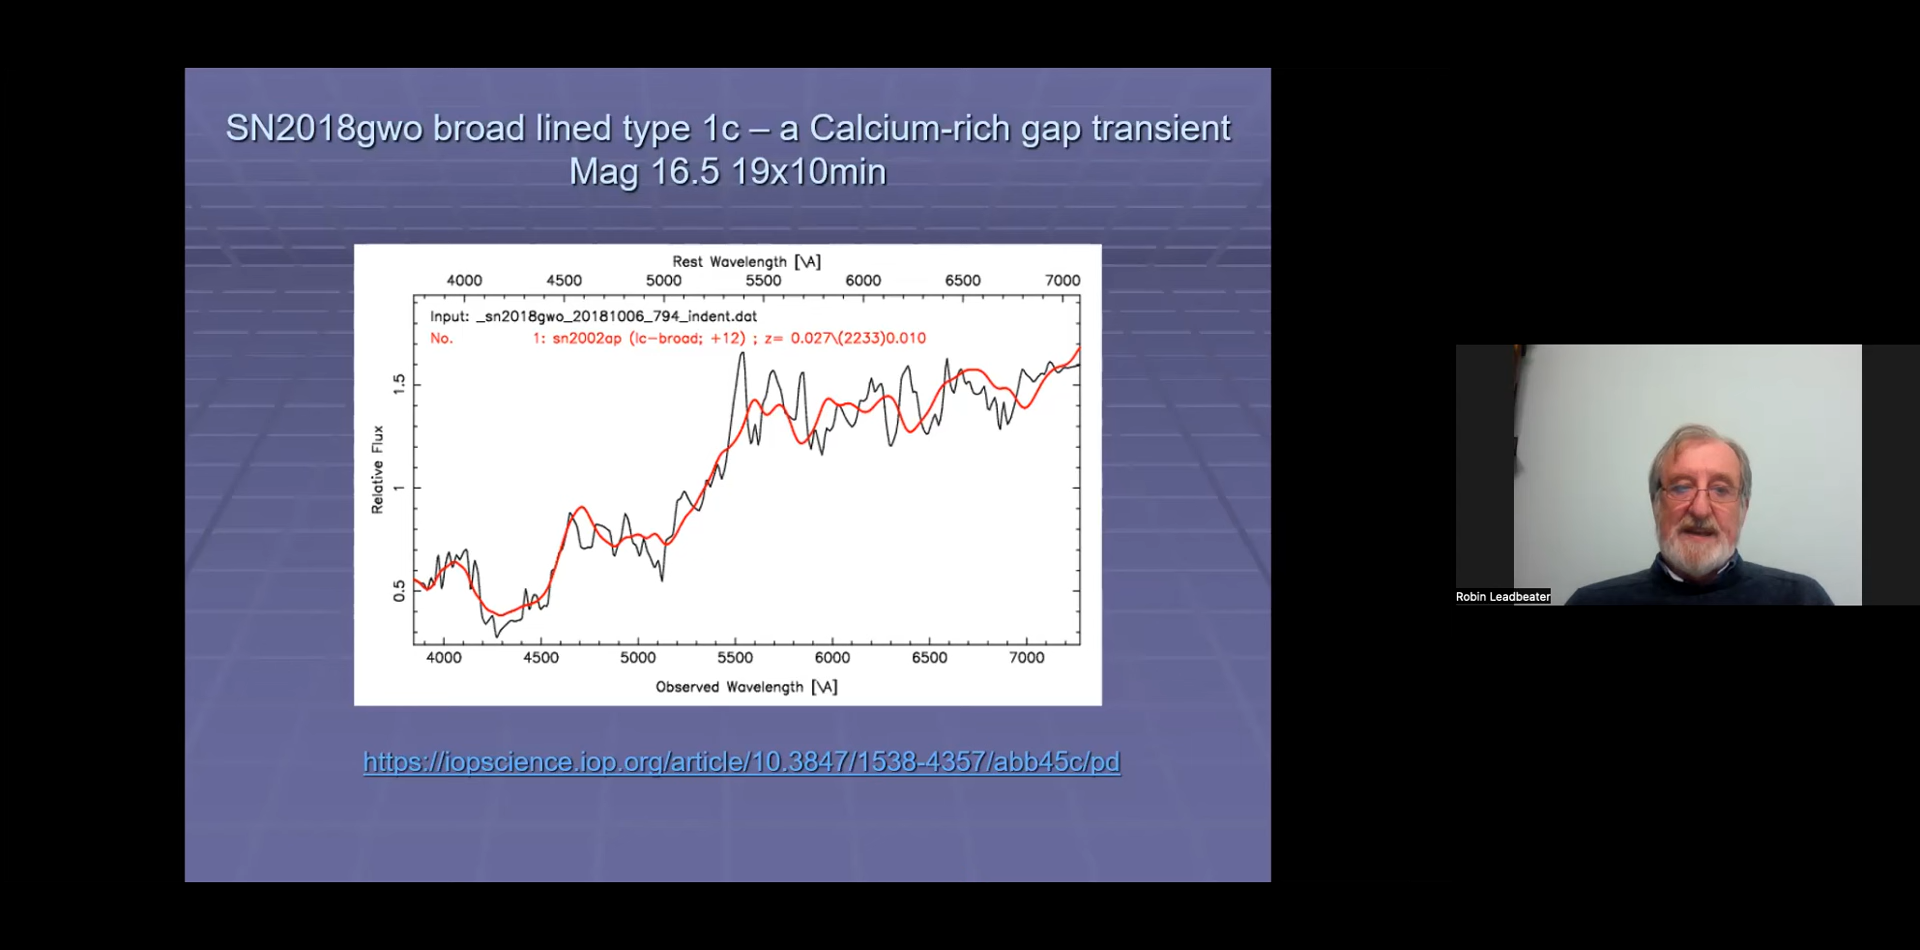 SN2018gwo broad lined type 1c – a Calcium-rich gap transient
Mag 16.5 19x10min
Rest Wavelength [\A]
4000 4500 5000 5500 6000 6500 7000
Input: _sn2018gwo_20181006_794_indent.dat
No. 1: sn2002ap (Ic-broad; +12) ; z= 0.027\(2233)0.010
Relative Flux
1.5
1
0.5
4000 4500 5000 5500 6000 6500 7000
Observed Wavelength [\A]
https://iopscience.iop.org/article/10.3847/1538-4357/abb45c/pd
Robin Leadbeater